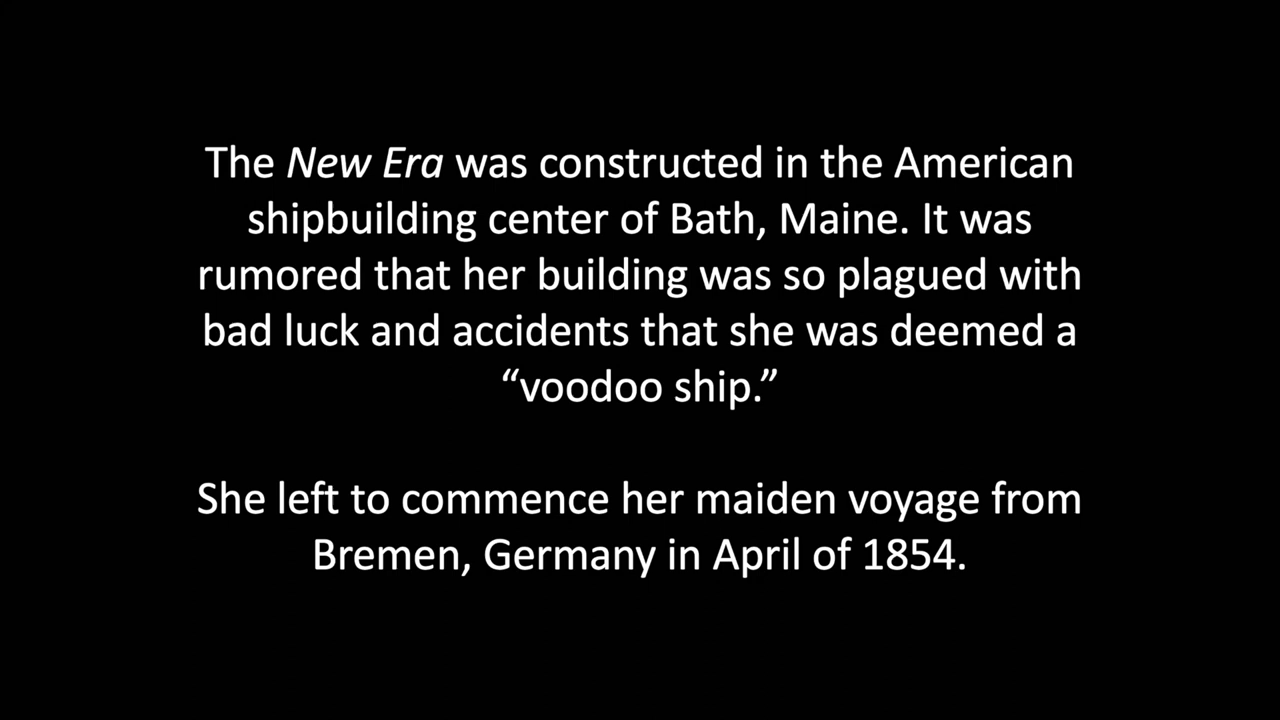 The New Era was constructed in the American
shipbuilding center of Bath, Maine. It was
rumored that her building was so plagued with
bad luck and accidents that she was deemed a
“voodoo ship.”
She left to commence her maiden voyage from
Bremen, Germany in April of 1854.